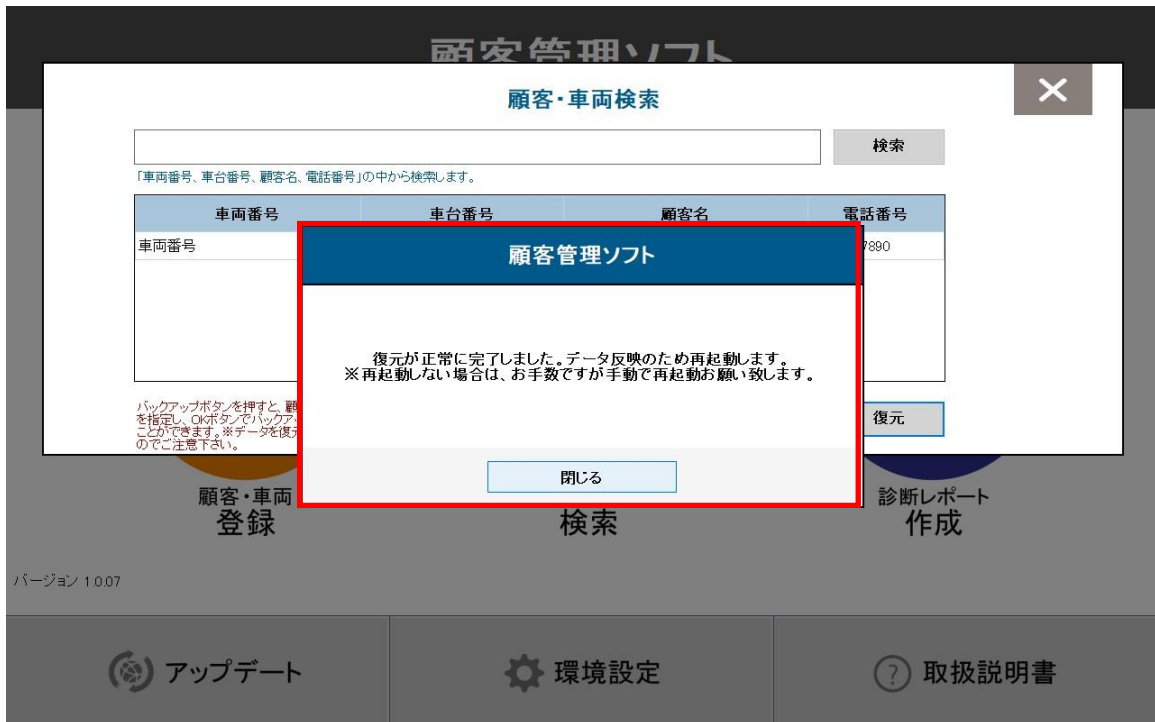 顧客管理ソフト
顧客・車両検索
検索
「車両番号、車台番号、顧客名、電話番号」の中から検索します。
車両番号 車台番号 顧客名 電話番号
車両番号 7890
顧客管理ソフト
復元が正常に完了しました。データ反映のため再起動します。
※再起動しない場合は、お手数ですが手動で再起動お願い致します。
閉じる
バックアップボタンを押すと、顧
を指定し、OKボタンでバックア
ことができます。※データを復元
のでご注意下さい。
復元
顧客・車両
登録
検索
診断レポート
作成
バージョン 1.0.07
アップデート
環境設定
取扱説明書